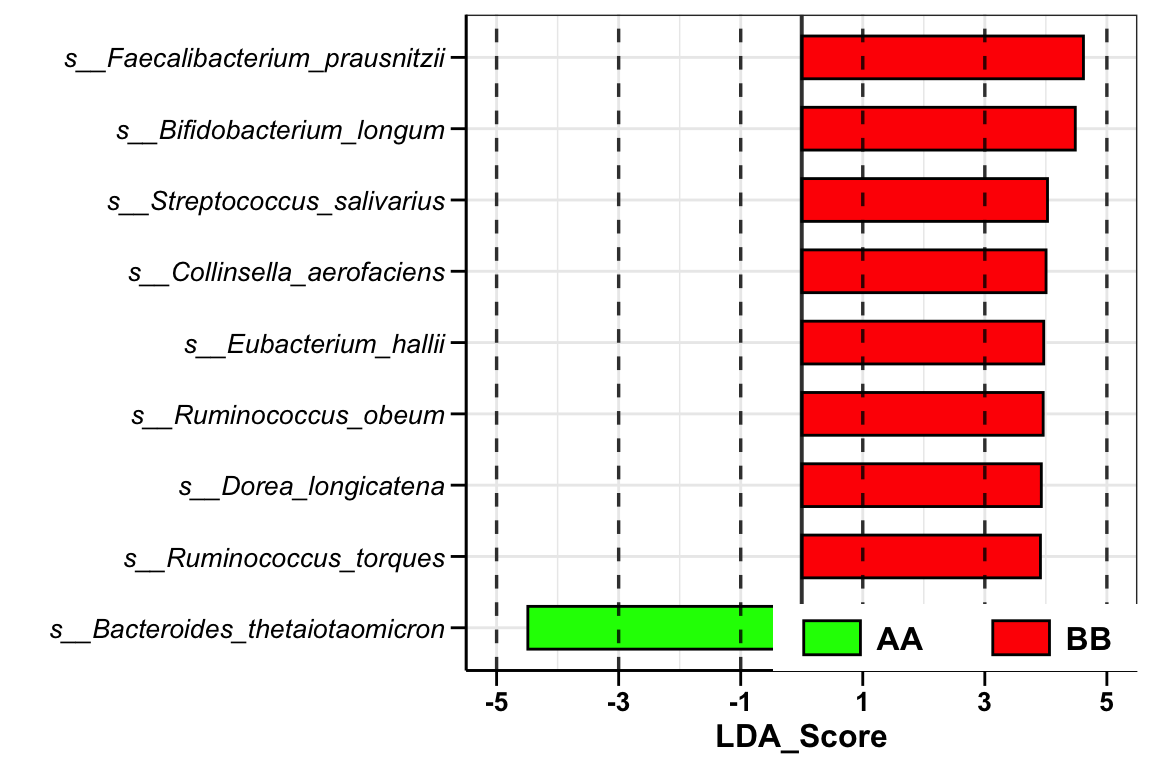 s__Faecalibacterium_prausnitzii
s__Bifidobacterium_longum
s__Streptococcus_salivarius
s__Collinsella_aerofaciens
s__Eubacterium_hallii
s__Ruminococcus_obeum
s__Dorea_longicatena
s__Ruminococcus_torques
s__Bacteroides_thetaiotaomicron
AA BB
-5 -3 -1 1 3 5
LDA_Score